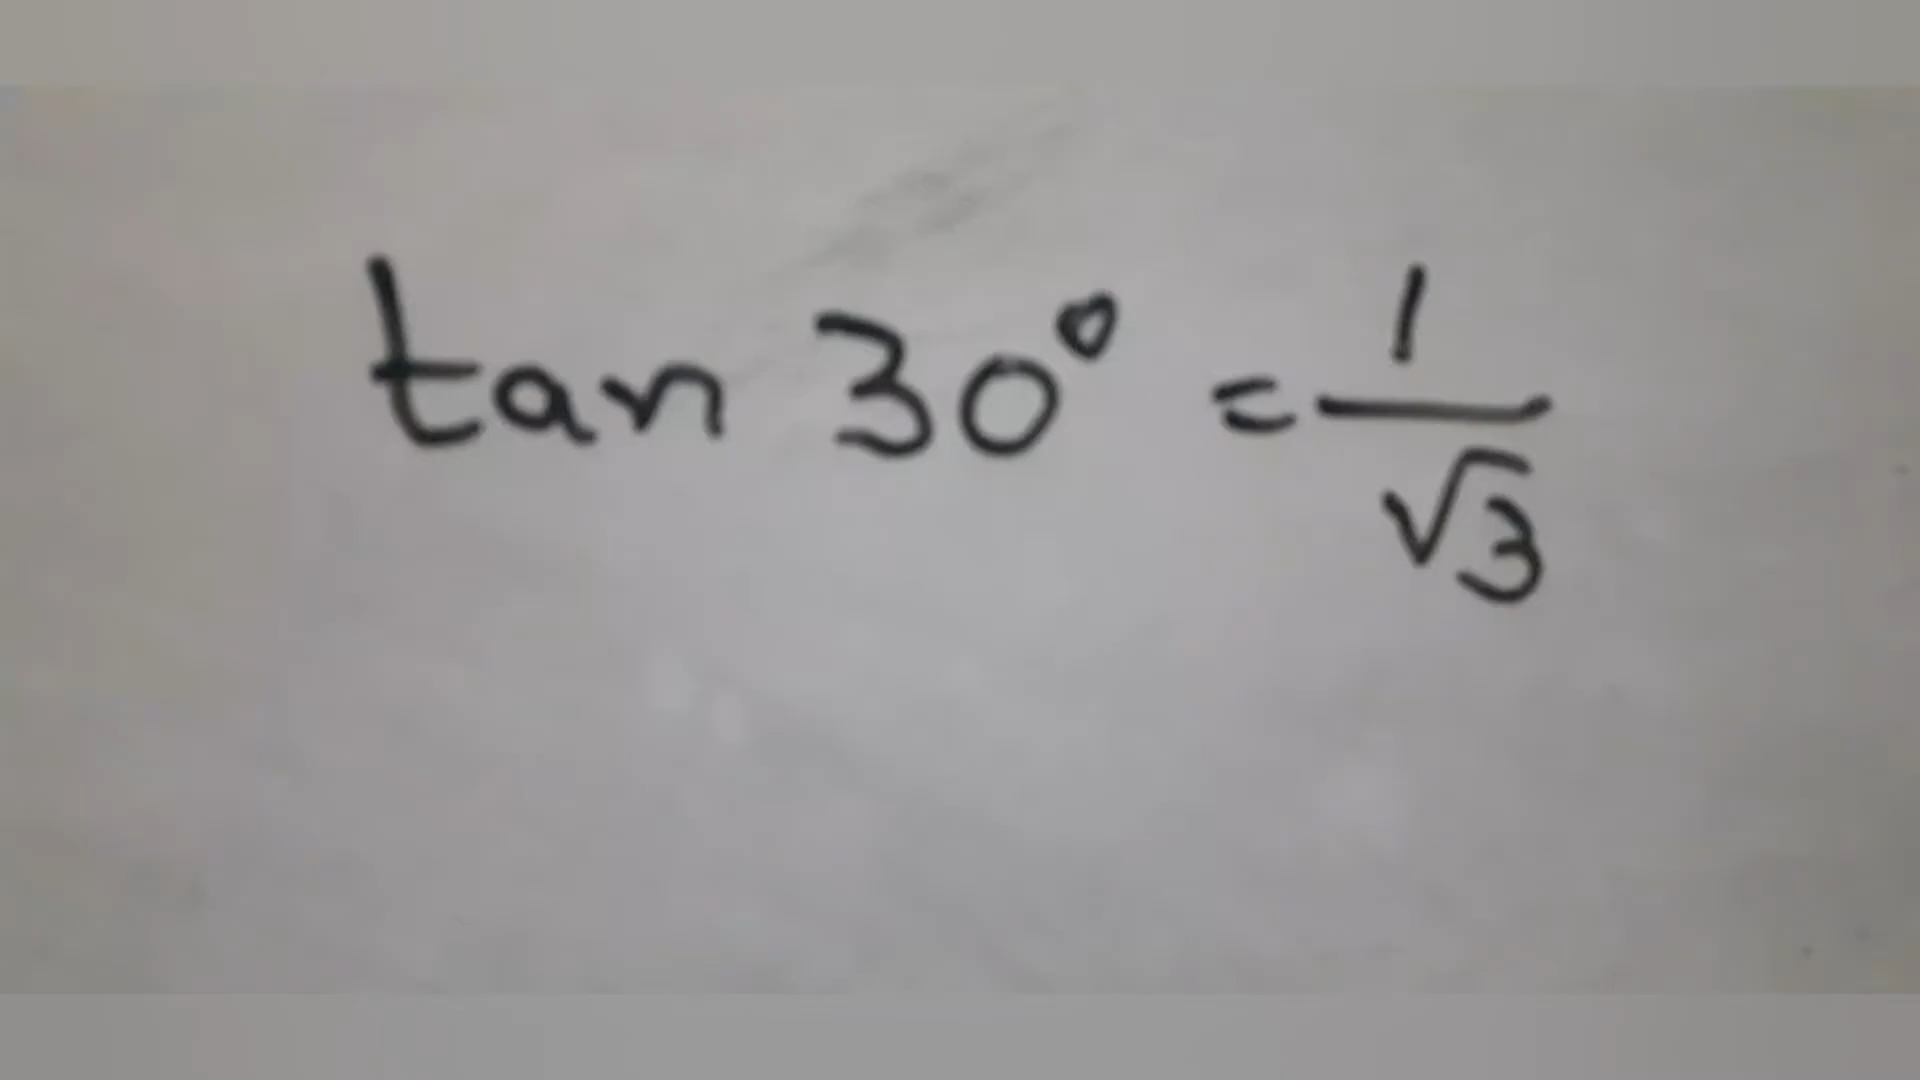 tan 30° = 1/√3